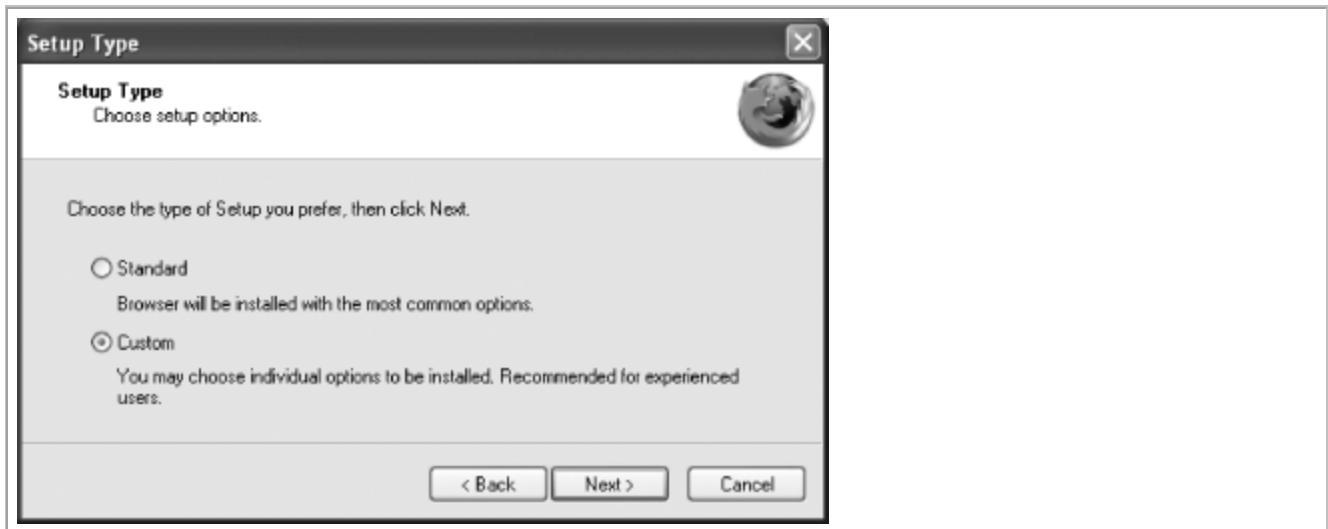 Setup Type
Setup Type
Choose setup options.
Choose the type of Setup you prefer, then click Next.
Standard
Browser will be installed with the most common options.
Custom
You may choose individual options to be installed. Recommended for experienced
users.
< Back Next > Cancel